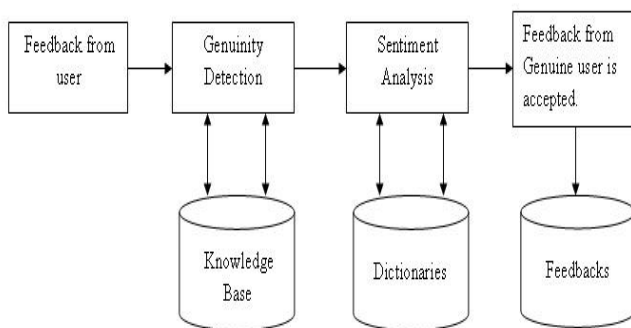 Feedback from
user
Genuinity
Detection
Sentiment
Analysis
Feedback from
Genuine user is
accepted.
Knowledge
Base
Dictionaries
Feedbacks